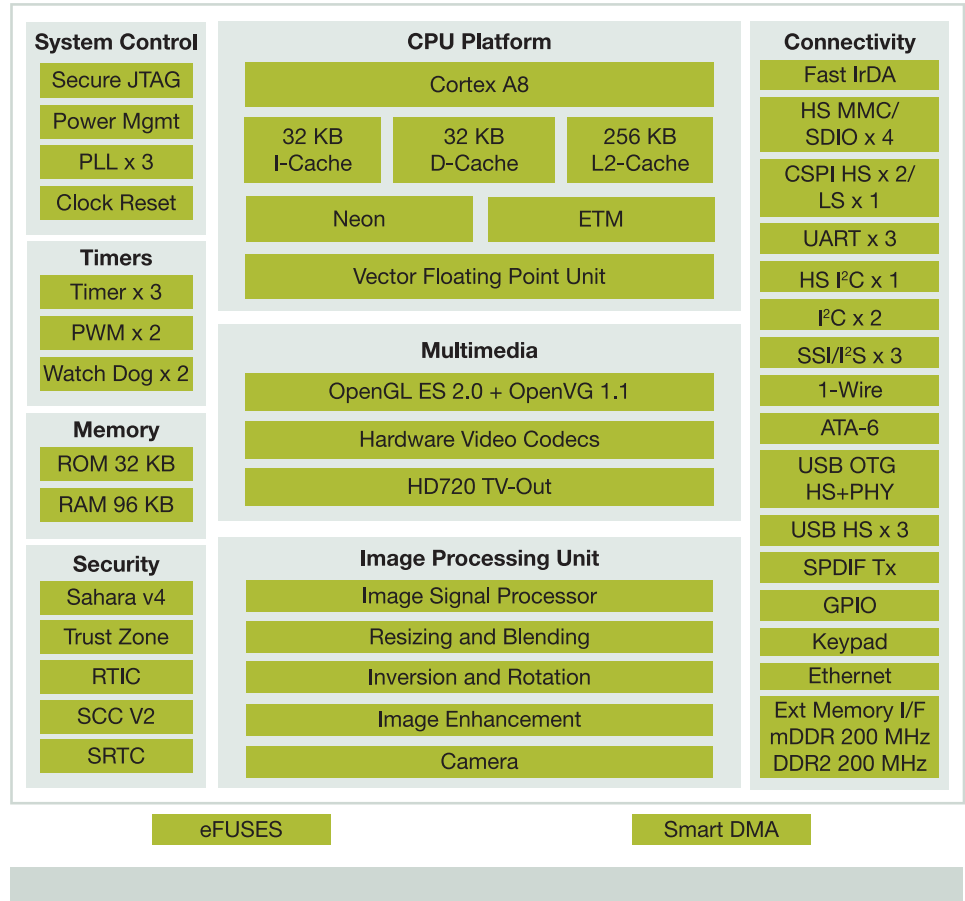 System Control
Secure JTAG
Power Mgmt
PLL x 3
Clock Reset
Timers
Timer x 3
PWM x 2
Watch Dog x 2
Memory
ROM 32 KB
RAM 96 KB
Security
Sahara v4
Trust Zone
RTIC
SCC V2
SRTC
CPU Platform
Cortex A8
32 KB
I-Cache
32 KB
D-Cache
256 KB
L2-Cache
Neon
ETM
Vector Floating Point Unit
Multimedia
OpenGL ES 2.0 + OpenVG 1.1
Hardware Video Codecs
HD720 TV-Out
Image Processing Unit
Image Signal Processor
Resizing and Blending
Inversion and Rotation
Image Enhancement
Camera
Connectivity
Fast IrDA
HS MMC/
SDIO x 4
CSPI HS x 2/
LS x 1
UART x 3
HS I²C x 1
I²C x 2
SSI/I²S x 3
1-Wire
ATA-6
USB OTG
HS+PHY
USB HS x 3
SPDIF Tx
GPIO
Keypad
Ethernet
Ext Memory I/F
mDDR 200 MHz
DDR2 200 MHz
eFUSES
Smart DMA